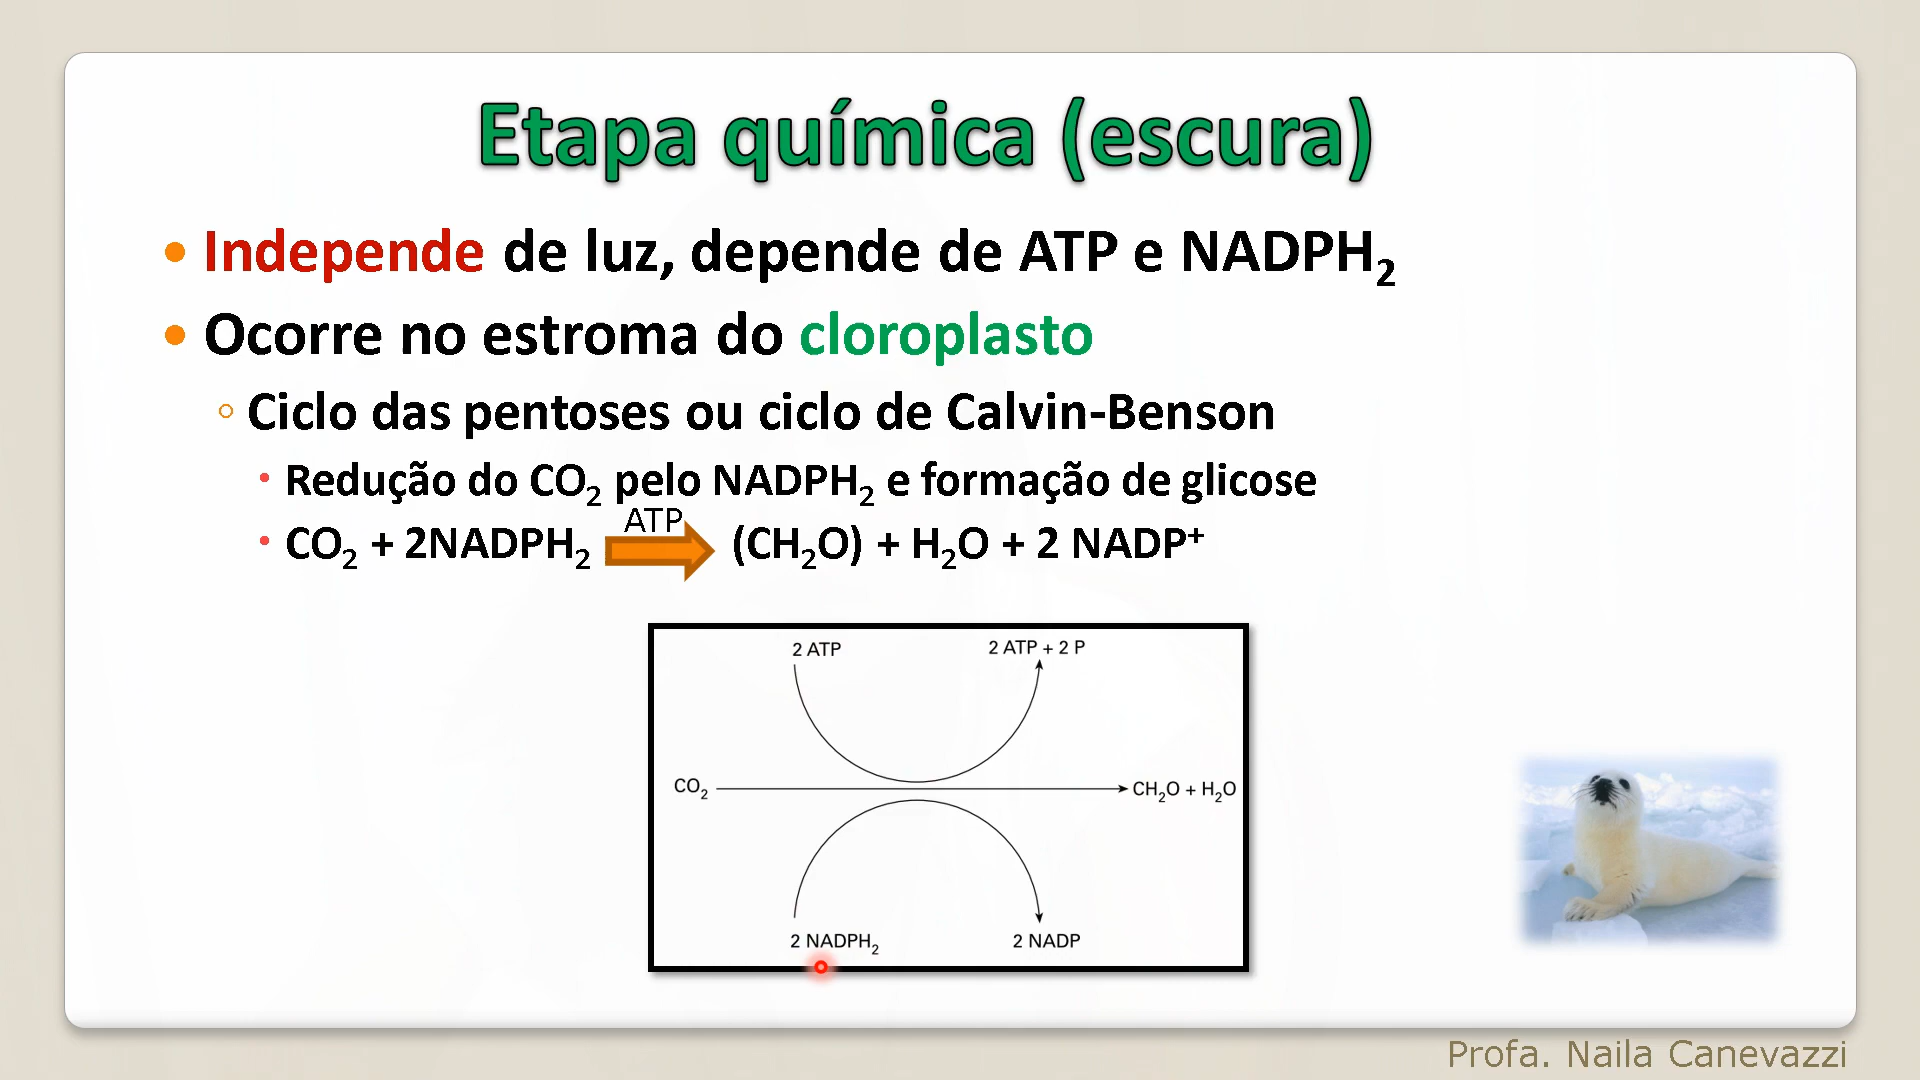 Etapa química (escura)
• Independe de luz, depende de ATP e NADPH₂
• Ocorre no estroma do cloroplasto
◦ Ciclo das pentoses ou ciclo de Calvin-Benson
• Redução do CO₂ pelo NADPH₂ e formação de glicose
ATP
• CO₂ + 2NADPH₂ (CH₂O) + H₂O + 2 NADP⁺
2 ATP 2 ATP + 2 P
CO₂ CH₂O + H₂O
2 NADPH₂ 2 NADP
Profa. Naila Canevazzi